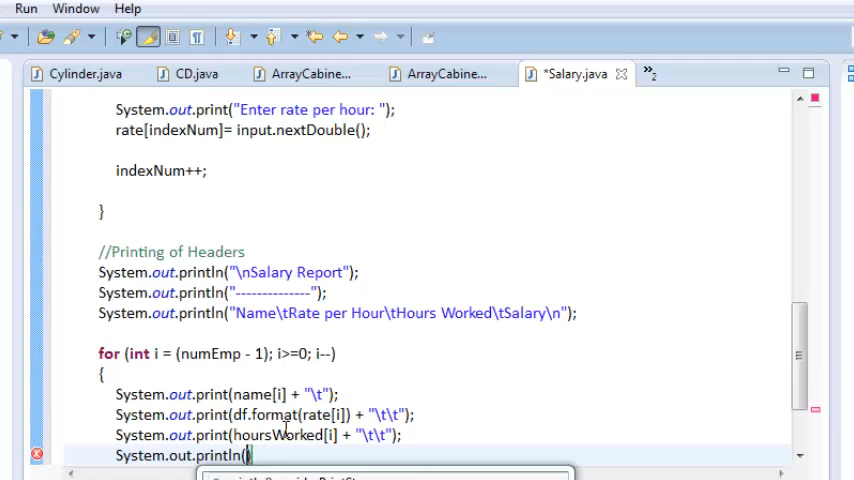 Run Window Help
Cylinder.java CD.java ArrayCabine... ArrayCabine... *Salary.java »2
System.out.print("Enter rate per hour: ");
rate[indexNum]= input.nextDouble();
indexNum++;
}
//Printing of Headers
System.out.println("\nSalary Report");
System.out.println("--------------");
System.out.println("Name\tRate per Hour\tHours Worked\tSalary\n");
for (int i = (numEmp - 1); i>=0; i--)
{
System.out.print(name[i] + "\t");
System.out.print(df.format(rate[i]) + "\t\t");
System.out.print(hoursWorked[i] + "\t\t");
System.out.println()